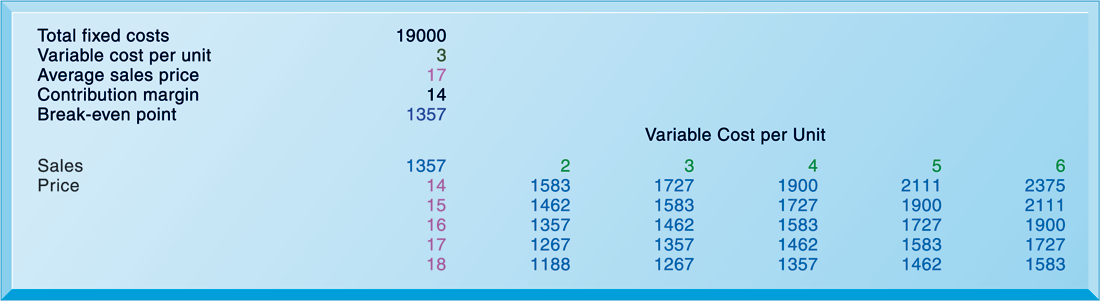 Total fixed costs 19000
Variable cost per unit 3
Average sales price 17
Contribution margin 14
Break-even point 1357
Variable Cost per Unit
Sales 1357 2 3 4 5 6
Price 14 1583 1727 1900 2111 2375
15 1462 1583 1727 1900 2111
16 1357 1462 1583 1727 1900
17 1267 1357 1462 1583 1727
18 1188 1267 1357 1462 1583